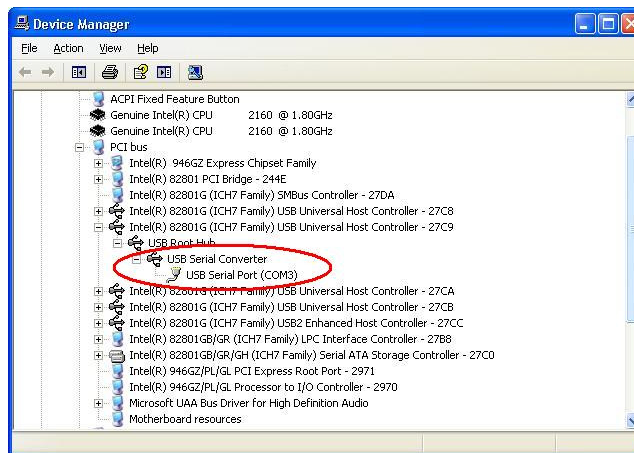 Device Manager
File Action View Help
ACPI Fixed Feature Button
Genuine Intel(R) CPU 2160 @ 1.80GHz
Genuine Intel(R) CPU 2160 @ 1.80GHz
PCI bus
Intel(R) 946GZ Express Chipset Family
Intel(R) 82801 PCI Bridge - 244E
Intel(R) 82801G (ICH7 Family) SMBus Controller - 27DA
Intel(R) 82801G (ICH7 Family) USB Universal Host Controller - 27C8
Intel(R) 82801G (ICH7 Family) USB Universal Host Controller - 27C9
USB Root Hub
USB Serial Converter
USB Serial Port (COM3)
Intel(R) 82801G (ICH7 Family) USB Universal Host Controller - 27CA
Intel(R) 82801G (ICH7 Family) USB Universal Host Controller - 27CB
Intel(R) 82801G (ICH7 Family) USB2 Enhanced Host Controller - 27CC
Intel(R) 82801GB/GR (ICH7 Family) LPC Interface Controller - 27B8
Intel(R) 82801GB/GR/GH (ICH7 Family) Serial ATA Storage Controller - 27C0
Intel(R) 946GZ/PL/GL PCI Express Root Port - 2971
Intel(R) 946GZ/PL/GL Processor to I/O Controller - 2970
Microsoft UAA Bus Driver for High Definition Audio
Motherboard resources